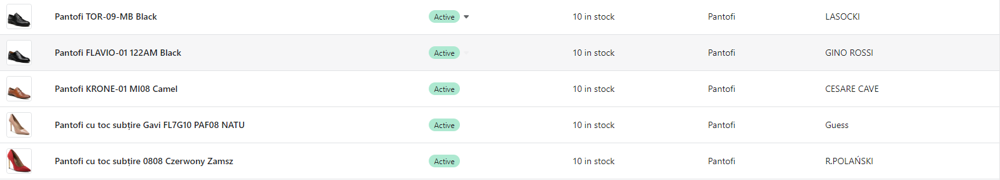 Pantofi TOR-09-MB Black Active 10 in stock Pantofi LASOCKI
Pantofi FLAVIO-01 122AM Black Active 10 in stock Pantofi GINO ROSSI
Pantofi KRONE-01 MI08 Camel Active 10 in stock Pantofi CESARE CAVE
Pantofi cu toc subțire Gavi FL7G10 PAF08 NATU Active 10 in stock Pantofi Guess
Pantofi cu toc subțire 0808 Czerwony Zamsz Active 10 in stock Pantofi R.POLAŃSKI